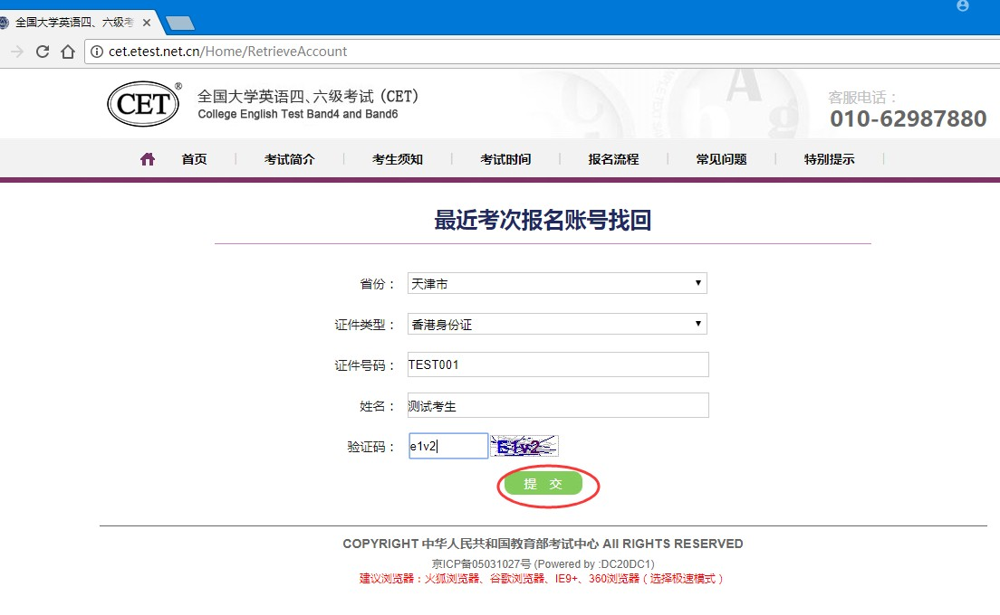 全国大学英语四、六级考
cet.etest.net.cn/Home/RetrieveAccount
CET®
全国大学英语四、六级考试（CET）
College English Test Band4 and Band6
客服电话：
010-62987880
首页 考试简介 考生须知 考试时间 报名流程 常见问题 特别提示
最近考次报名账号找回
省份： 天津市
证件类型： 香港身份证
证件号码： TEST001
姓名： 测试考生
验证码： e1v2 E1v2
提 交
COPYRIGHT 中华人民共和国教育部考试中心 All RIGHTS RESERVED
京ICP备05031027号 (Powered by :DC20DC1)
建议浏览器：火狐浏览器、谷歌浏览器、IE9+、360浏览器（选择极速模式）